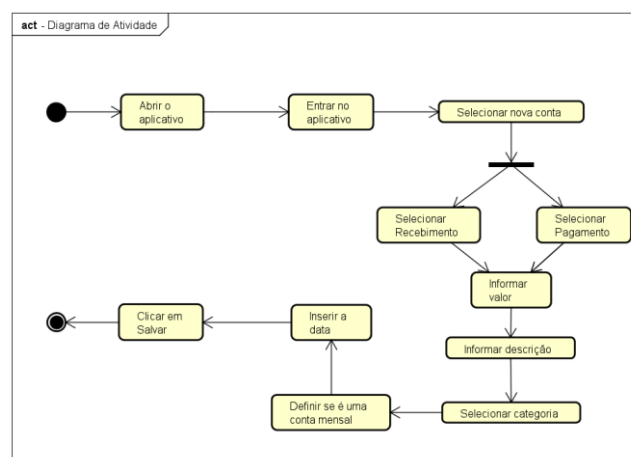 act - Diagrama de Atividade
Abrir o
aplicativo
Entrar no
aplicativo
Selecionar nova conta
Selecionar
Recebimento
Selecionar
Pagamento
Informar
valor
Informar descrição
Selecionar categoria
Definir se é uma
conta mensal
Inserir a
data
Clicar em
Salvar